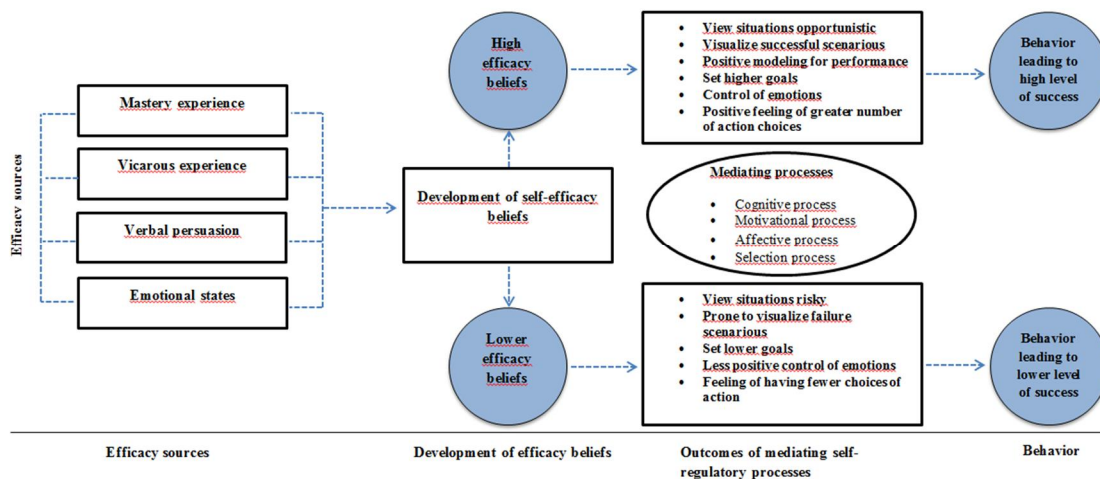 Efficacy sources
Mastery experience
Vicarous experience
Verbal persuasion
Emotional states
Development of self-efficacy
beliefs
High
efficacy
beliefs
Lower
efficacy
beliefs
• View situations opportunistic
• Visualize successful scenarious
• Positive modeling for performance
• Set higher goals
• Control of emotions
• Positive feeling of greater number
of action choices
Mediating processes
• Cognitive process
• Motivational process
• Affective process
• Selection process
• View situations risky
• Prone to visualize failure
scenarious
• Set lower goals
• Less positive control of emotions
• Feeling of having fewer choices of
action
Behavior
leading to
high level
of success
Behavior
leading to
lower level
of success
Efficacy sources
Development of efficacy beliefs
Outcomes of mediating self-
regulatory processes
Behavior